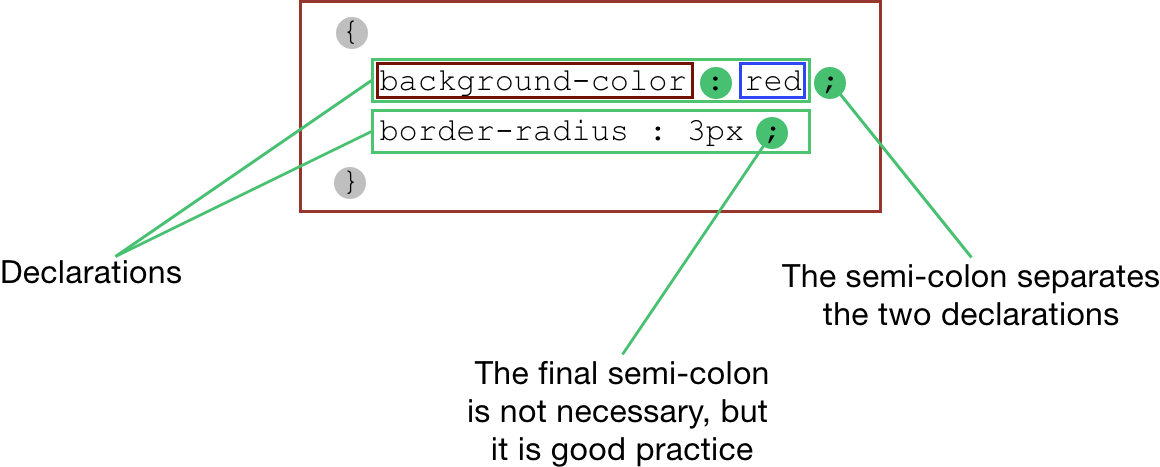 {
background-color : red ;
border-radius : 3px ;
}
Declarations
The semi-colon separates
the two declarations
The final semi-colon
is not necessary, but
it is good practice